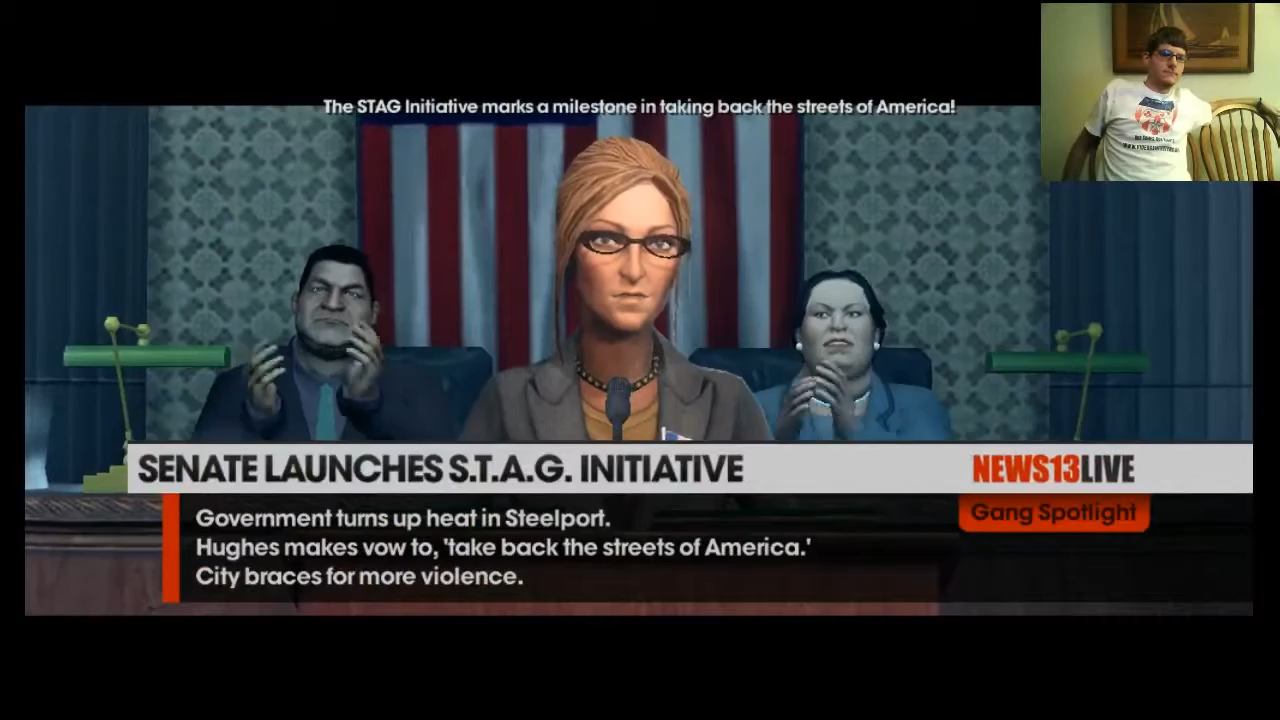 The STAG Initiative marks a milestone in taking back the streets of America!
SENATE LAUNCHES S.T.A.G. INITIATIVE
NEWS13LIVE
Gang Spotlight
Government turns up heat in Steelport.
Hughes makes vow to, 'take back the streets of America.'
City braces for more violence.